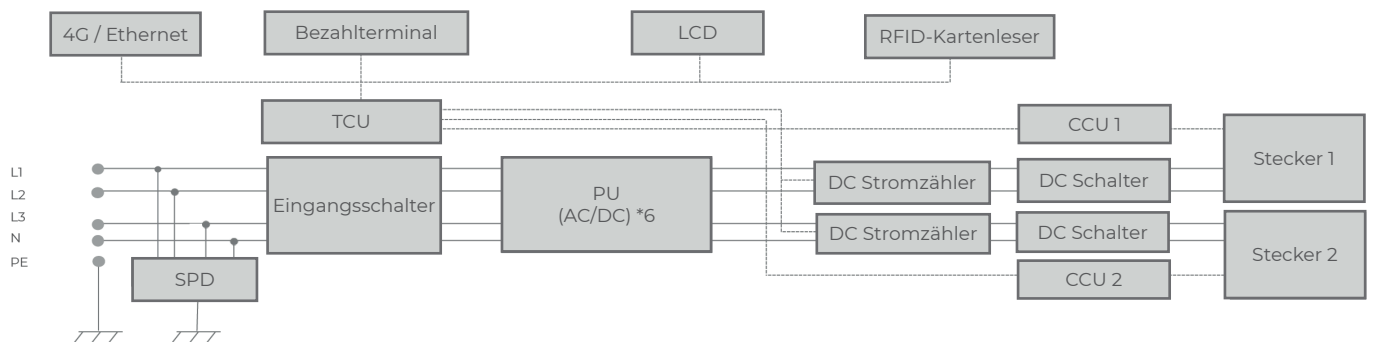 4G / Ethernet
Bezahlterminal
LCD
RFID-Kartenleser
TCU
CCU 1
Stecker 1
L1
L2
L3
N
PE
Eingangsschalter
PU
(AC/DC) *6
DC Stromzähler
DC Schalter
DC Stromzähler
DC Schalter
Stecker 2
SPD
CCU 2